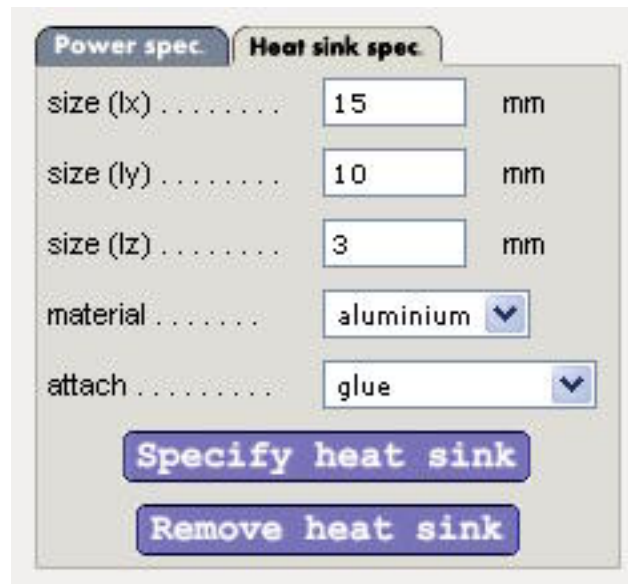 Power spec. Heat sink spec.
size (lx) ........ 15 mm
size (ly) ........ 10 mm
size (lz) ........ 3 mm
material ....... aluminium
attach ......... glue
Specify heat sink
Remove heat sink